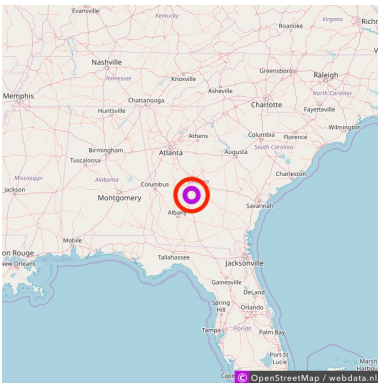 Evansville
Kentucky
Roanoke
Virginia
Richm
Nashville
Tennessee
Knoxville
Greensboro
Raleigh
Asheville
North Carolina
Memphis
Chattanooga
Charlotte
Huntsville
Fayetteville
Wilmington
Athens
Columbia
Florence
South Carolina
Birmingham
Atlanta
Augusta
Tuscaloosa
Charleston
Mississippi
Alabama
Columbus
Jackson
Montgomery
Savannah
Albany
Mobile
Tallahassee
Jacksonville
on Rouge
New Orleans
Gainesville
DeLand
Spring
Hill
Orlando
Tampa
Florida
Palm Bay
Port St
Lucie
Cape
Marsh
Harbou
© OpenStreetMap / webdata.nl